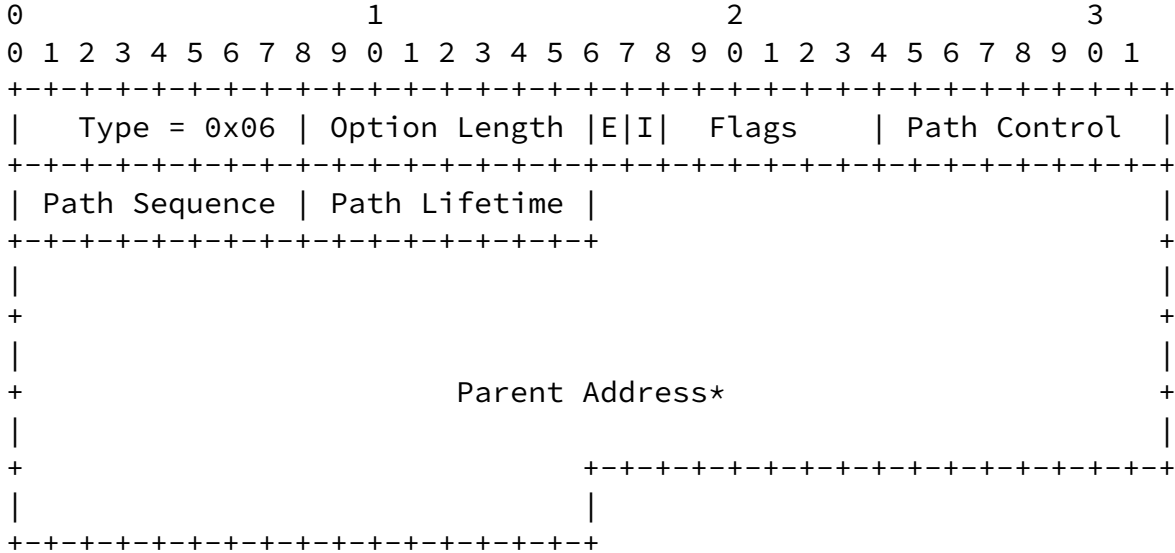 0                   1                   2                   3
0 1 2 3 4 5 6 7 8 9 0 1 2 3 4 5 6 7 8 9 0 1 2 3 4 5 6 7 8 9 0 1
+-+-+-+-+-+-+-+-+-+-+-+-+-+-+-+-+-+-+-+-+-+-+-+-+-+-+-+-+-+-+-+-+
|   Type = 0x06 | Option Length |E|I|  Flags    | Path Control  |
+-+-+-+-+-+-+-+-+-+-+-+-+-+-+-+-+-+-+-+-+-+-+-+-+-+-+-+-+-+-+-+-+
| Path Sequence | Path Lifetime |                               |
+-+-+-+-+-+-+-+-+-+-+-+-+-+-+-+-+                               +
|                                                               |
+                                                               +
|                                                               |
+                        Parent Address*                        +
|                                                               |
+                               +-+-+-+-+-+-+-+-+-+-+-+-+-+-+-+-+
|                               |
+-+-+-+-+-+-+-+-+-+-+-+-+-+-+-+-+